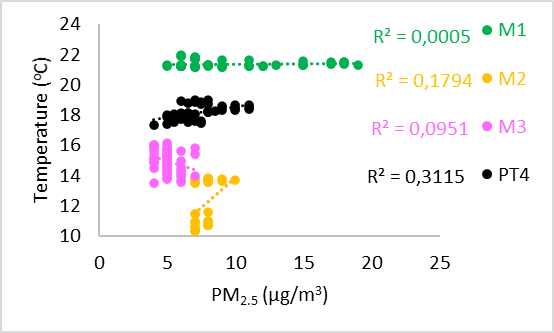 24
22
20
18
16
14
12
10
Temperature (ºC)
0 5 10 15 20 25
PM2.5 (µg/m³)
R² = 0,0005 M1
R² = 0,1794 M2
R² = 0,0951 M3
R² = 0,3115 PT4